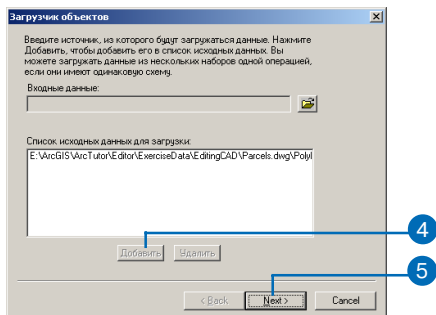 Загрузчик объектов
Введите источник, из которого будут загружаться данные. Нажмите
Добавить, чтобы добавить его в список исходных данных. Вы
можете загружать данные из нескольких наборов одной операцией,
если они имеют одинаковую схему.
Входные данные:
Список исходных данных для загрузки:
E:\ArcGIS\ArcTutor\Editor\ExerciseData\EditingCAD\Parcels.dwg\Polyl
4
Добавить Удалить
5
< Back Next > Cancel